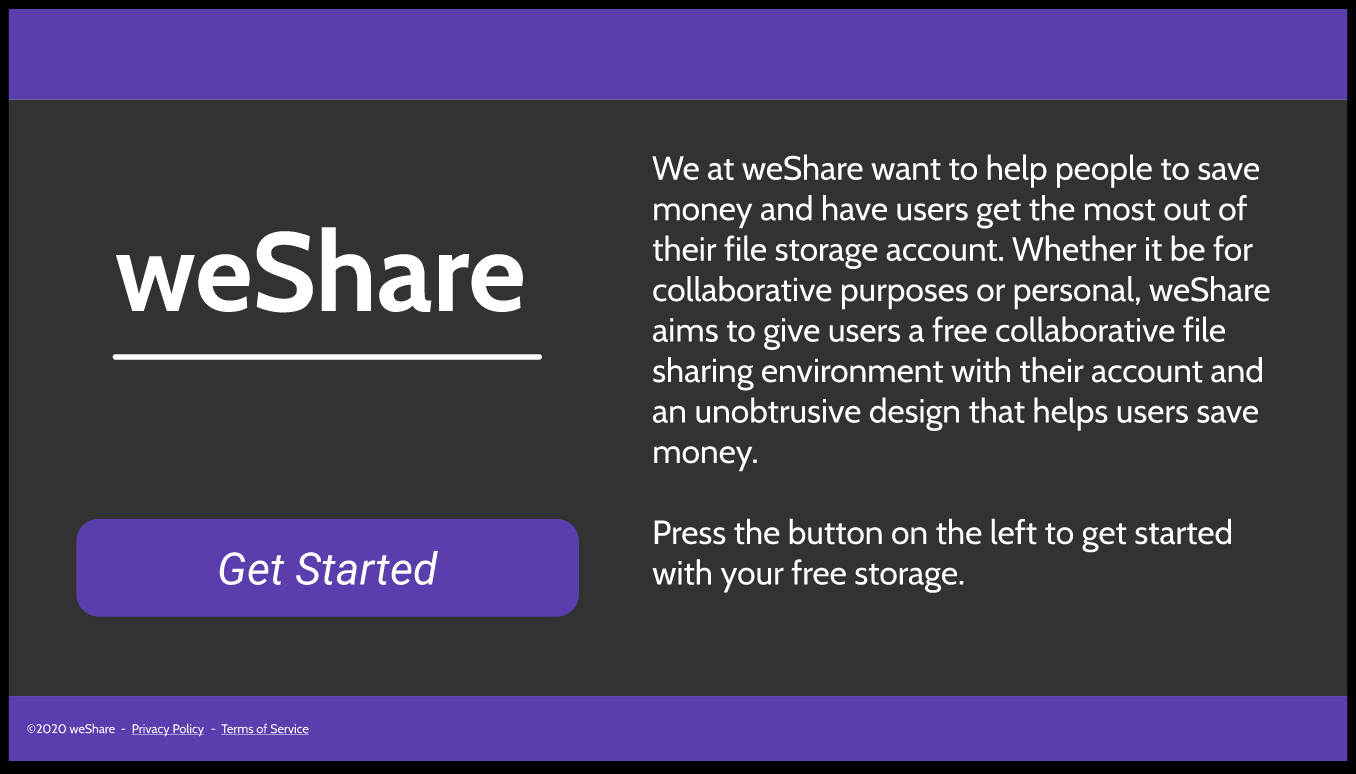 weShare
We at weShare want to help people to save
money and have users get the most out of
their file storage account. Whether it be for
collaborative purposes or personal, weShare
aims to give users a free collaborative file
sharing environment with their account and
an unobtrusive design that helps users save
money.
Press the button on the left to get started
with your free storage.
Get Started
©2020 weShare - Privacy Policy - Terms of Service